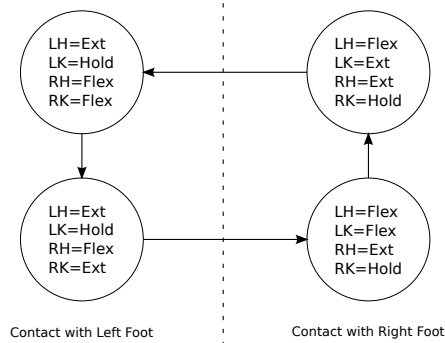 LH=Ext
LK=Hold
RH=Flex
RK=Flex
LH=Flex
LK=Ext
RH=Ext
RK=Hold
LH=Ext
LK=Hold
RH=Flex
RK=Ext
LH=Flex
LK=Flex
RH=Ext
RK=Hold
Contact with Left Foot
Contact with Right Foot